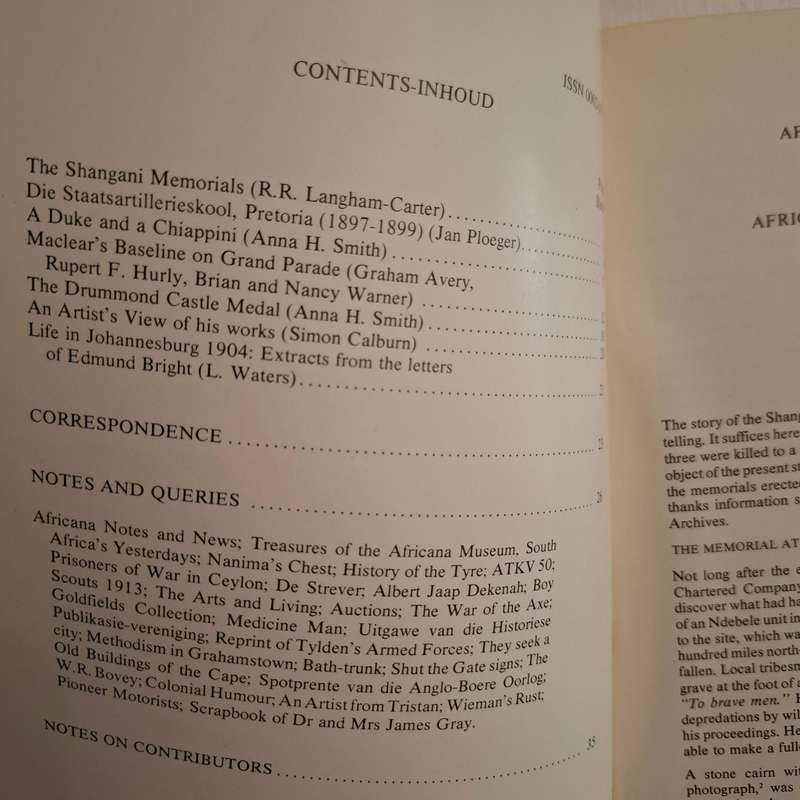 CONTENTS-INHOUD
ISSN
The Shangani Memorials (R.R. Langham-Carter)
Die Staatsartillerieskool, Pretoria (1897-1899) (Jan Ploeger)
A Duke and a Chiappini (Anna H. Smith)
Maclear's Baseline on Grand Parade (Graham Avery,
Rupert F. Hurly, Brian and Nancy Warner)
The Drummond Castle Medal (Anna H. Smith)
An Artist's View of his works (Simon Calburn)
Life in Johannesburg 1904: Extracts from the letters
of Edmund Bright (L. Waters)
CORRESPONDENCE
NOTES AND QUERIES
Africana Notes and News; Treasures of the Africana Museum, South
Africa's Yesterdays; Nanima's Chest; History of the Tyre; ATKV 50;
Prisoners of War in Ceylon; De Strever; Albert Jaap Dekenah; Boy
Scouts 1913; The Arts and Living; Auctions; The War of the Axe;
Goldfields Collection; Medicine Man; Uitgawe van die Historiese
Publikasie-vereniging; Reprint of Tylden's Armed Forces; They seek a
city; Methodism in Grahamstown; Bath-trunk; Shut the Gate signs; The
Old Buildings of the Cape; Spotprente van die Anglo-Boere Oorlog;
W.R. Bovey; Colonial Humour; An Artist from Tristan; Wieman's Rust;
Pioneer Motorists; Scrapbook of Dr and Mrs James Gray.
NOTES ON CONTRIBUTORS 35
The story of the
telling. It suffices here
three were killed to a
object of the present
the memorials
thanks information
Archives.
THE MEMORIAL AT
Not long after the
Chartered Company
discover what had
of an Ndebele unit in
to the site, which was
hundred miles
fallen. Local
grave at the foot of
"To brave men."
depredations by
his proceedings. He
able to make a
A stone cairn
photograph,² was